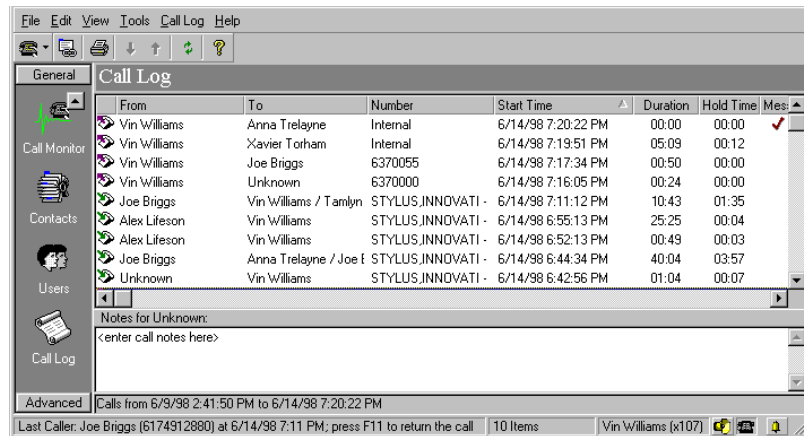 File Edit View Tools Call Log Help
General Call Log
From To Number Start Time Duration Hold Time Mes
Vin Williams Anna Trelayne Internal 6/14/98 7:20:22 PM 00:00 00:00
Vin Williams Xavier Torham Internal 6/14/98 7:19:51 PM 05:09 00:12
Call Monitor
Vin Williams Joe Briggs 6370055 6/14/98 7:17:34 PM 00:50 00:00
Vin Williams Unknown 6370000 6/14/98 7:16:05 PM 00:24 00:00
Joe Briggs Vin Williams / Tamlyn STYLUS,INNOVATI - 6/14/98 7:11:12 PM 10:43 01:35
Contacts
Alex Lifeson Vin Williams STYLUS,INNOVATI - 6/14/98 6:55:13 PM 25:25 00:04
Alex Lifeson Vin Williams STYLUS,INNOVATI - 6/14/98 6:52:13 PM 00:49 00:03
Joe Briggs Anna Trelayne / Joe STYLUS,INNOVATI - 6/14/98 6:44:34 PM 40:04 03:57
Unknown Vin Williams STYLUS,INNOVATI - 6/14/98 6:42:56 PM 01:04 00:07
Users
Notes for Unknown:
<enter call notes here>
Call Log
Advanced Calls from 6/9/98 2:41:50 PM to 6/14/98 7:20:22 PM
Last Caller: Joe Briggs (6174912880) at 6/14/98 7:11 PM; press F11 to return the call 10 Items Vin Williams (x107)